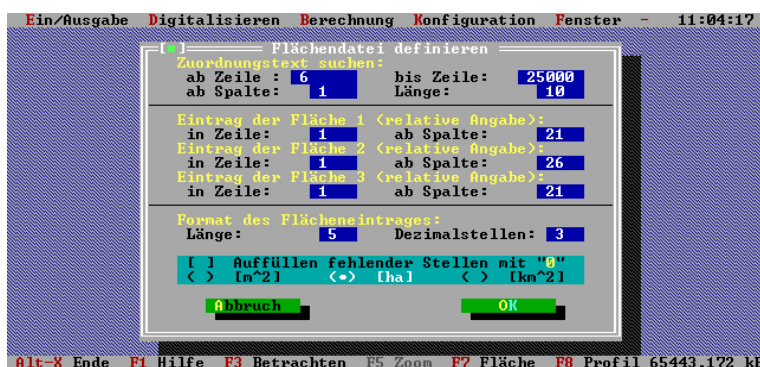 Ein/Ausgabe Digitalisieren Berechnung Konfiguration Fenster - 11:04:17
[■] Flächendatei definieren
Zuordnungstext suchen:
ab Zeile : 6 bis Zeile: 25000
ab Spalte: 1 Länge: 10
Eintrag der Fläche 1 (relative Angabe):
in Zeile: 1 ab Spalte: 21
Eintrag der Fläche 2 (relative Angabe):
in Zeile: 1 ab Spalte: 26
Eintrag der Fläche 3 (relative Angabe):
in Zeile: 1 ab Spalte: 21
Format des Flächeneintrages:
Länge: 5 Dezimalstellen: 3
[ ] Auffüllen fehlender Stellen mit "0"
( ) [m^2] (•) [ha] ( ) [km^2]
Abbruch OK
Alt-X Ende F1 Hilfe F3 Betrachten F5 Zoom F7 Fläche F8 Profil 65443,172 kB